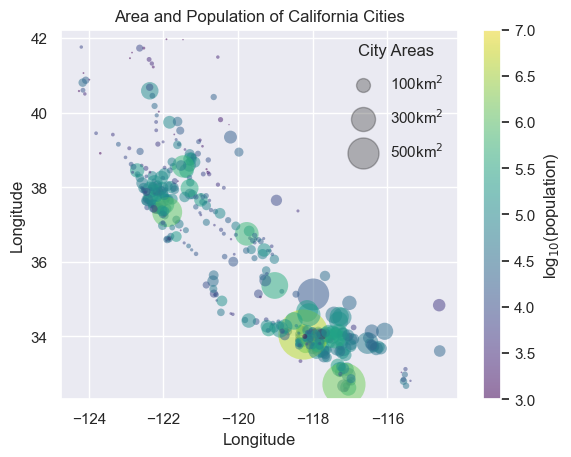 Area and Population of California Cities
42
40
38
36
34
Longitude
−124
−122
−120
−118
−116
Longitude
City Areas
100km²
300km²
500km²
7.0
6.5
6.0
5.5
5.0
4.5
4.0
3.5
3.0
log₁₀(population)